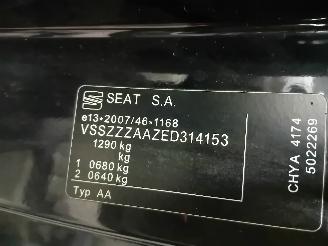 SEAT S.A.
e13*2007/46*1168
VSSZZZAAZED314153
1290 kg
kg
1 0680 kg
2 0640 kg
Typ AA
CHYA 4174
5022269